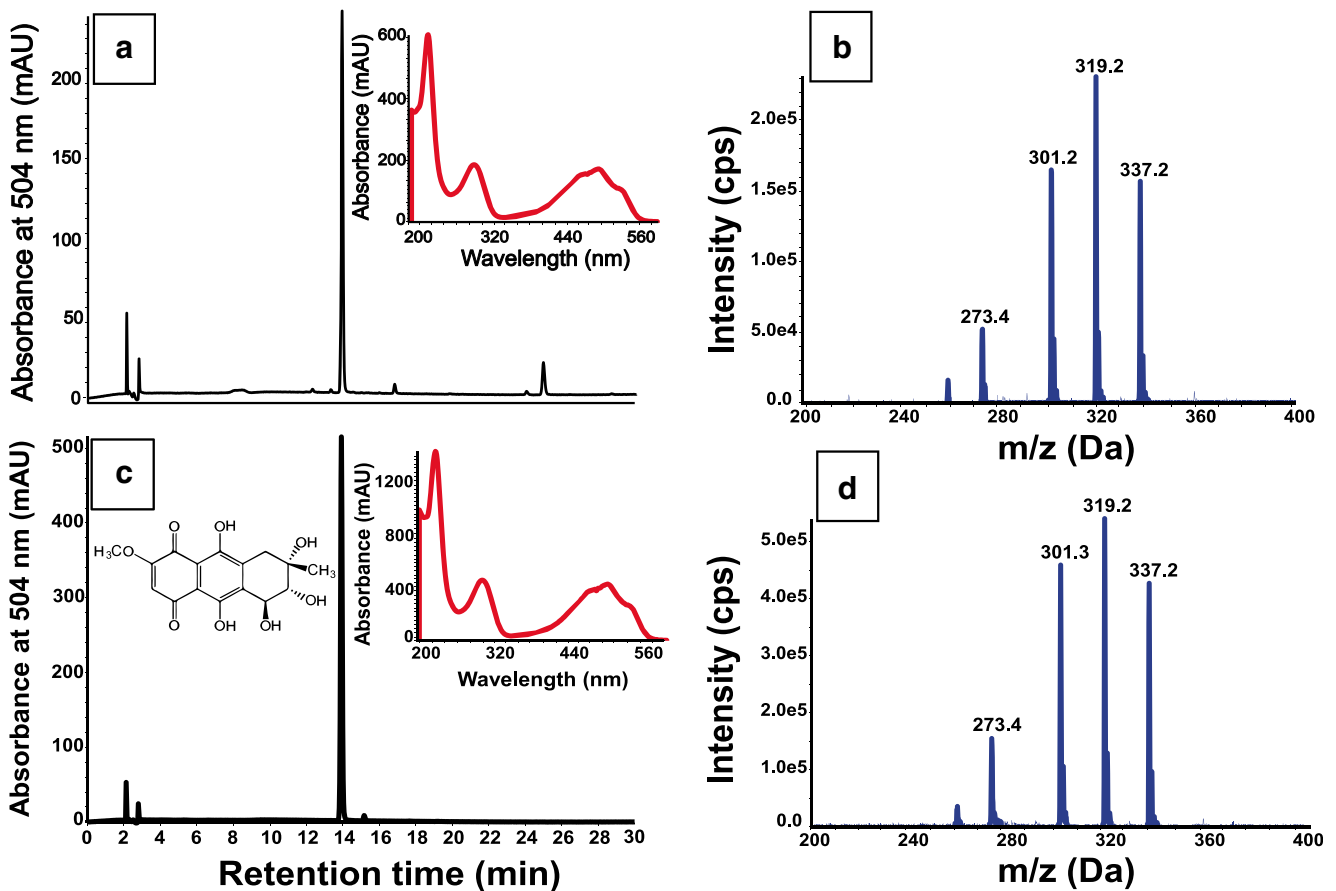 a
Absorbance at 504 nm (mAU)
200
150
100
50
0.0
Absorbance (mAU)
600
400
200
0
200 320 440 560
Wavelength (nm)
b
Intensity (cps)
2.0e5
1.5e5
1.0e5
5.0e4
0.0
273.4
301.2
319.2
337.2
200 240 280 320 360 400
m/z (Da)
c
Absorbance at 504 nm (mAU)
500
400
300
200
100
0
O OH
H3CO
OH
CH3
OH
O OH OH
Absorbance (mAU)
1200
800
400
0
200 320 440 560
Wavelength (nm)
0 2 4 6 8 10 12 14 16 18 20 22 24 26 28 30
Retention time (min)
d
Intensity (cps)
5.0e5
4.0e5
3.0e5
2.0e5
1.0e5
0.0
273.4
301.3
319.2
337.2
200 280 320 360 400
m/z (Da)